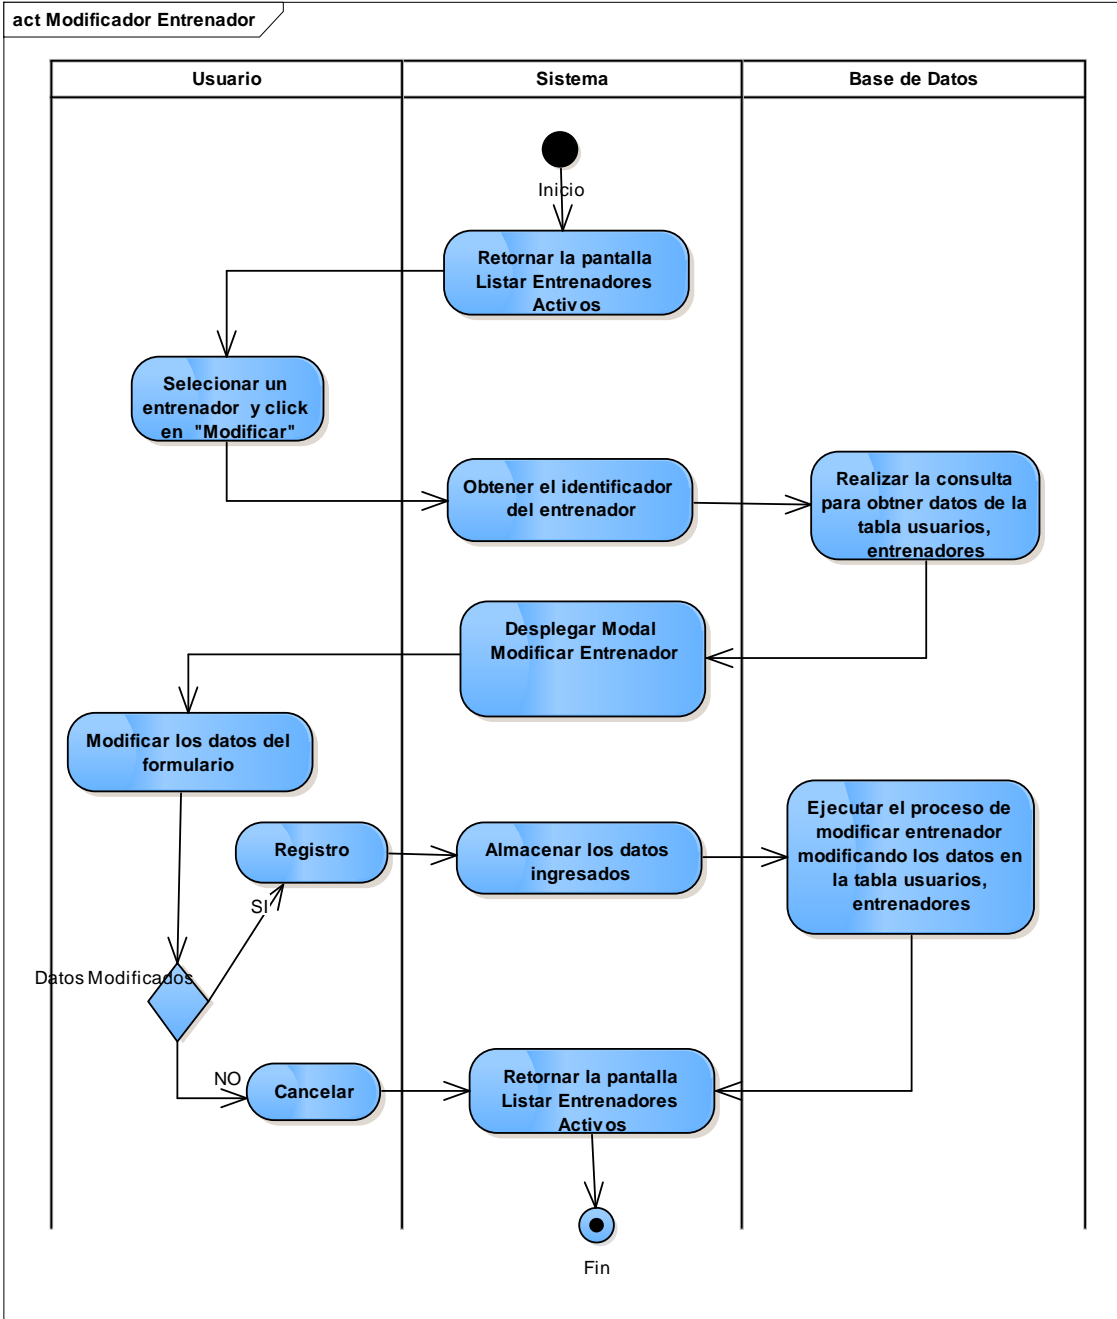 act Modificador Entrenador
Usuario
Sistema
Base de Datos
Inicio
Retornar la pantalla
Listar Entrenadores
Activos
Selecionar un
entrenador y click
en "Modificar"
Obtener el identificador
del entrenador
Realizar la consulta
para obtner datos de la
tabla usuarios,
entrenadores
Desplegar Modal
Modificar Entrenador
Modificar los datos del
formulario
Registro
Almacenar los datos
ingresados
Ejecutar el proceso de
modificar entrenador
modificando los datos en
la tabla usuarios,
entrenadores
SI
Datos Modificados
NO
Cancelar
Retornar la pantalla
Listar Entrenadores
Activos
Fin